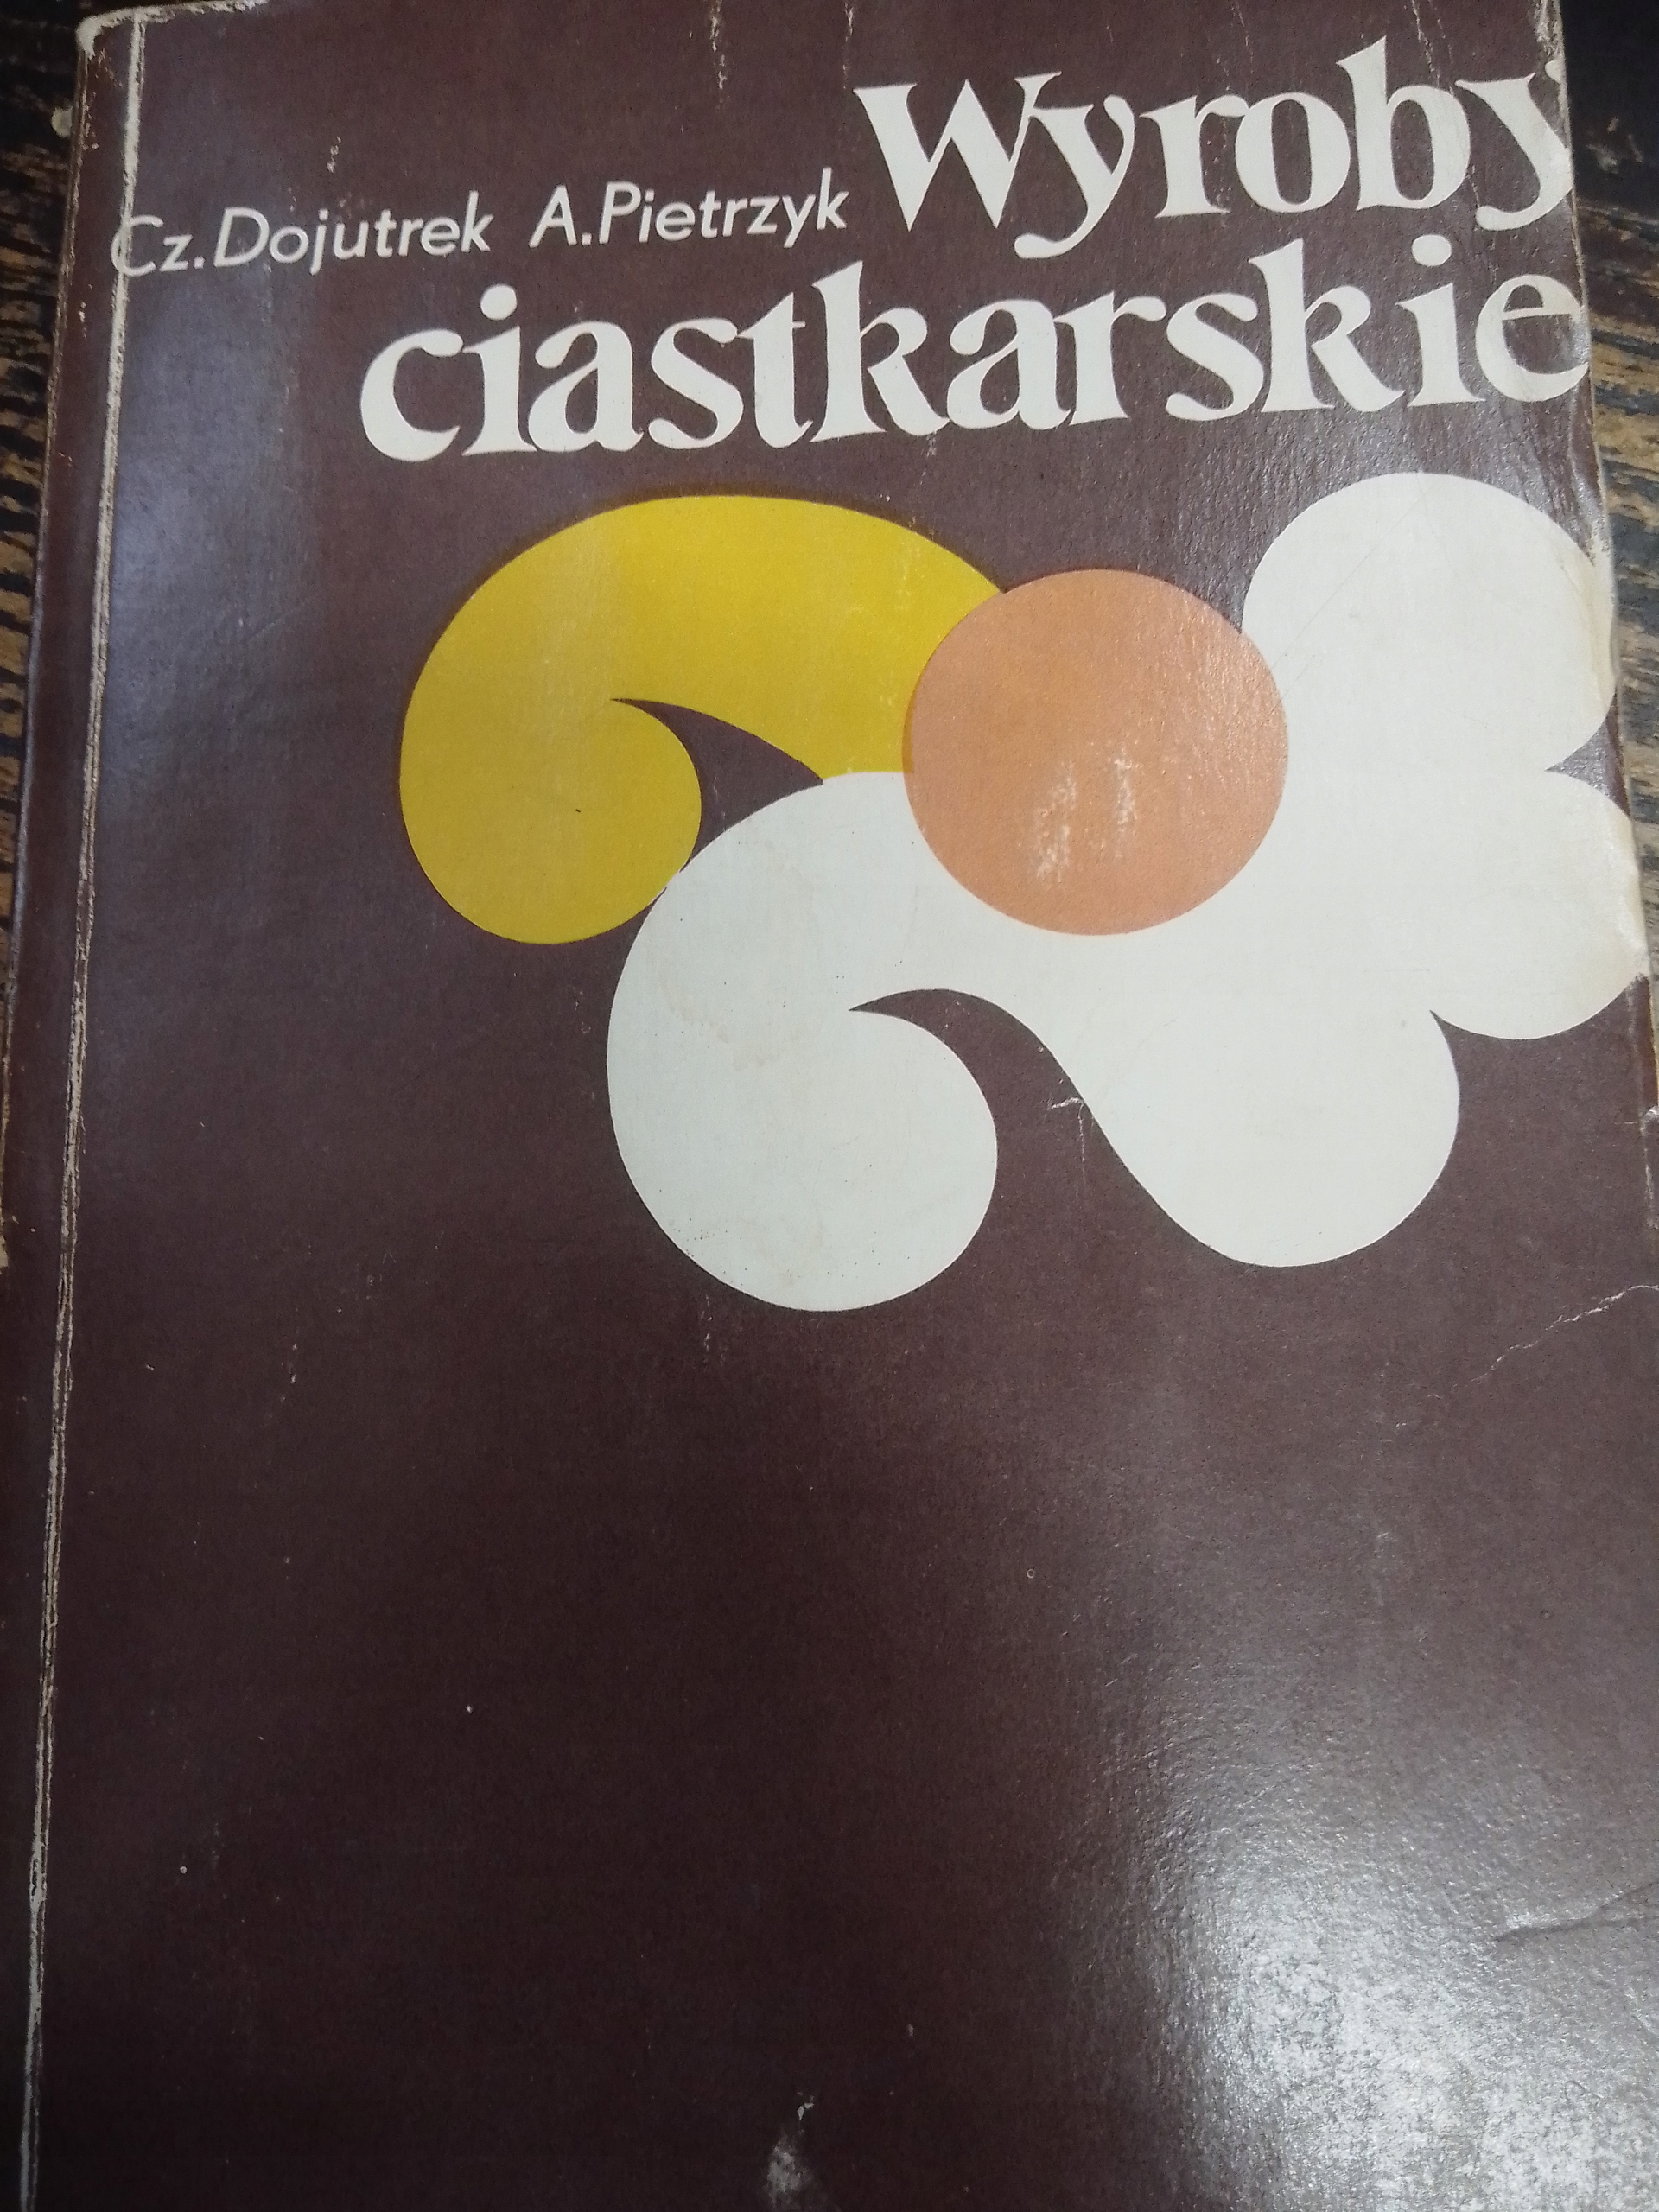 Cz. Dojutrek A. Pietrzyk Wyroby
ciastkarskie